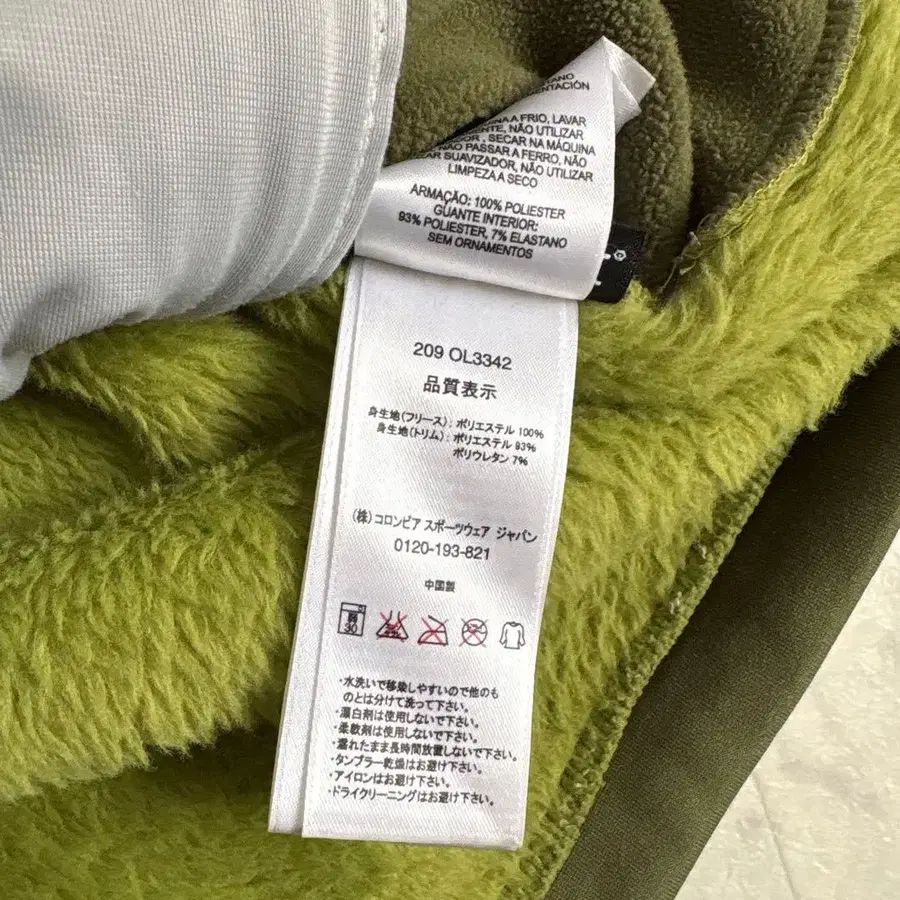 TANO
MENTACIÓN
INA A FRIO, LAVAR
ENTE, NÃO UTILIZAR
DOR, SECAR NA MÁQUINA
NÃO PASSAR A FERRO, NÃO
AR SUAVIZADOR, NÃO UTILIZAR
LIMPEZA A SECO
ARMAÇÃO: 100% POLIESTER
GUANTE INTERIOR:
93% POLIESTER, 7% ELASTANO
SEM ORNAMENTOS
209 OL3342
品質表示
身生地(フリース): ポリエステル 100%
身生地(トリム): ポリエステル 93%
ポリウレタン 7%
(株) コロンビア スポーツウェア ジャパン
0120-193-821
中国製
弱
30
・水洗いで移染しやすいので他のも
のとは分けて洗って下さい。
・漂白剤は使用しないで下さい。
・柔軟剤は使用しないで下さい。
・濡れたまま長時間放置しないで下さい。
・タンブラー乾燥はお避け下さい。
・アイロンはお避け下さい。
・ドライクリーニングはお避け下さい。